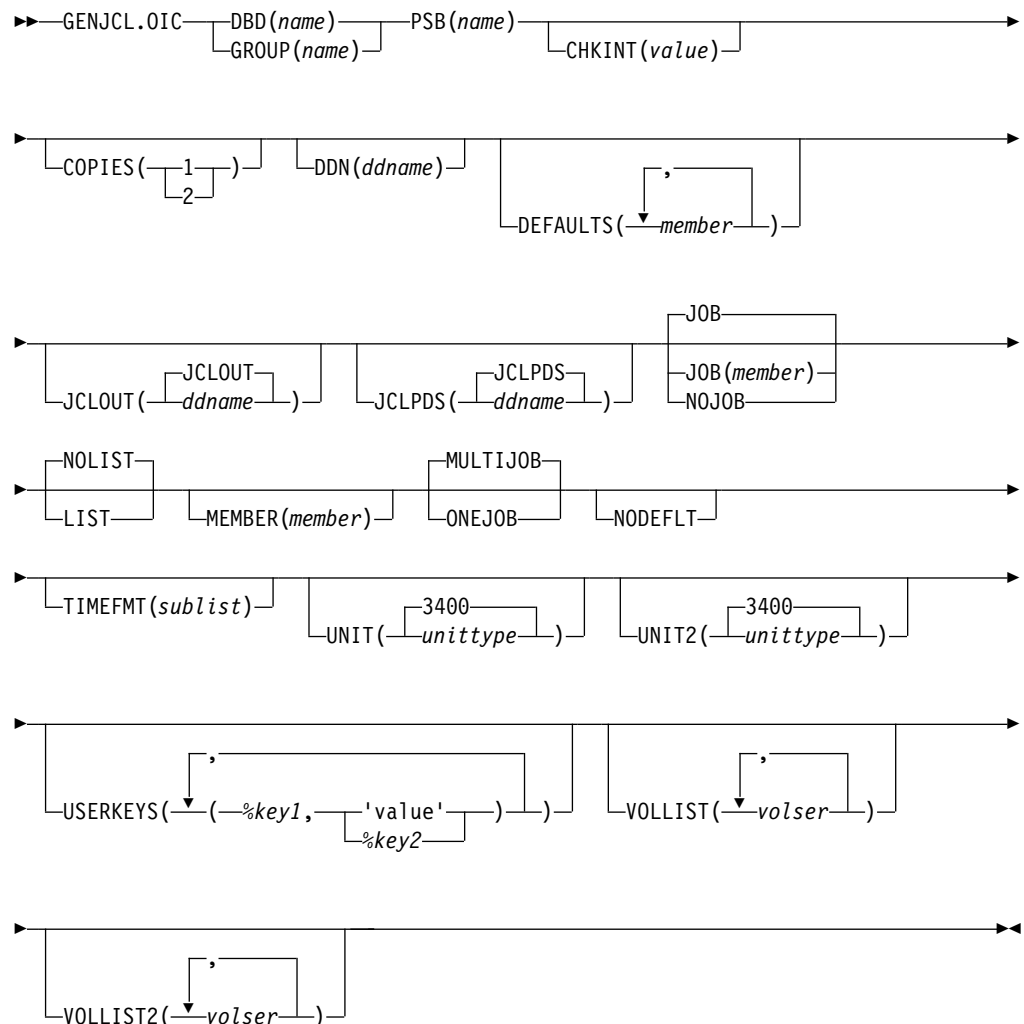 GENJCL.OIC DBD(name) PSB(name)
GROUP(name) CHKINT(value)
COPIES( 1 ) DDN(ddname) ,
2 DEFAULTS( member )
JOB
JCLOUT JCLPDS JOB(member)
JCLOUT( ddname ) JCLPDS( ddname ) NOJOB
NOLIST MULTIJOB
LIST MEMBER(member) ONEJOB NODEFLT
TIMEFMT(sublist) 3400 3400
UNIT( unittype ) UNIT2( unittype )
, ,
USERKEYS( ( %key1, 'value' ) ) VOLLIST( volser )
%key2
,
VOLLIST2( volser )